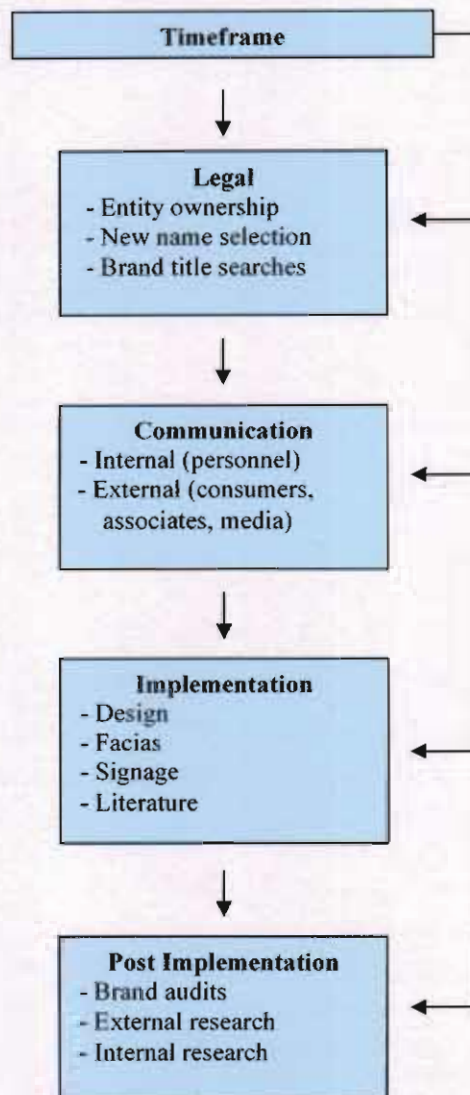 Timeframe
Legal
- Entity ownership
- New name selection
- Brand title searches
Communication
- Internal (personnel)
- External (consumers,
associates, media)
Implementation
- Design
- Facias
- Signage
- Literature
Post Implementation
- Brand audits
- External research
- Internal research